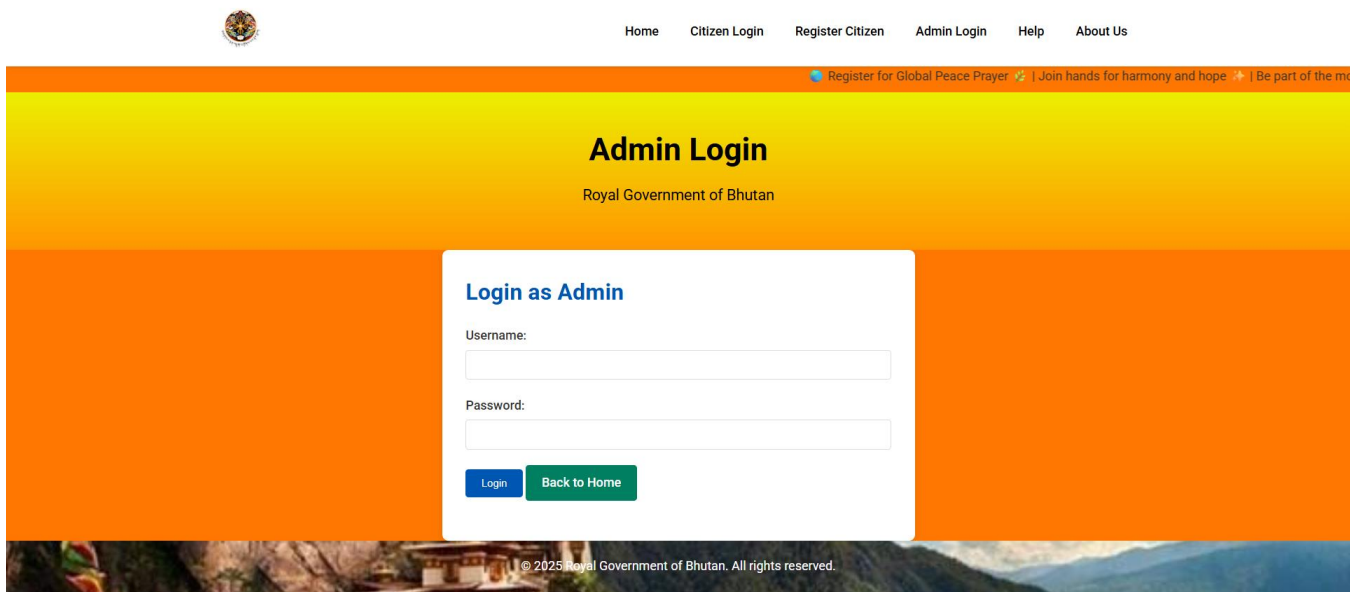 Home Citizen Login Register Citizen Admin Login Help About Us
🌏 Register for Global Peace Prayer 🌿 | Join hands for harmony and hope ✨ | Be part of the
Admin Login
Royal Government of Bhutan
Login as Admin
Username:
Password:
Login Back to Home
© 2025 Royal Government of Bhutan. All rights reserved.